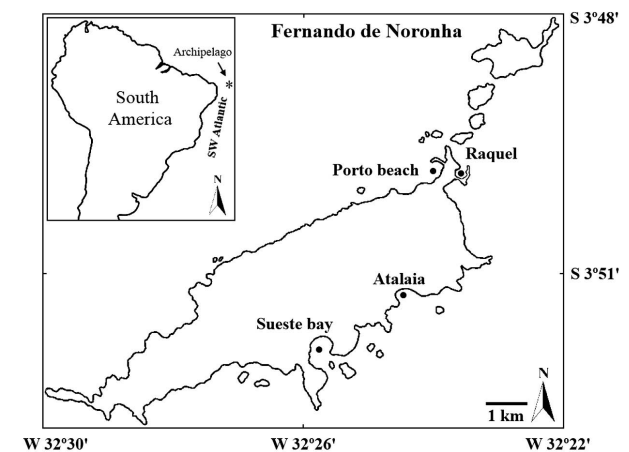 Fernando de Noronha
S 3°48'
Archipelago
*
South
America
SW Atlantic
N
Raquel
Porto beach
S 3°51'
Atalaia
Sueste bay
N
1 km
W 32°30'
W 32°26'
W 32°22'